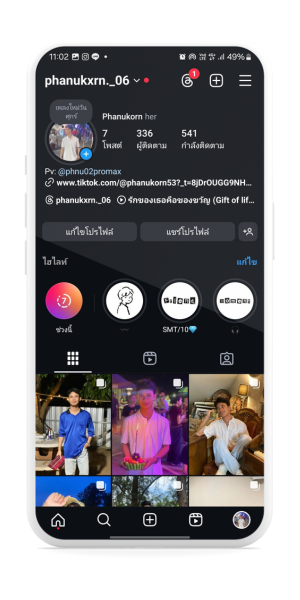 11:02
49%
phanukxrn._06
1
เพลงใหม่วัน
ศุกร์
Phanukorn her
7 336 541
โพสต์ ผู้ติดตาม กำลังติดตาม
Pv: @phnu02promax
www.tiktok.com/@phanukorn53?_t=8jDrOUGG9NH...
phanukxrn._06 รักของเธอคือของขวัญ (Gift of lif...
แก้ไขโปรไฟล์ แชร์โปรไฟล์
ไฮไลท์ แก้ไข
ช่วงนี้ SMT/10💎